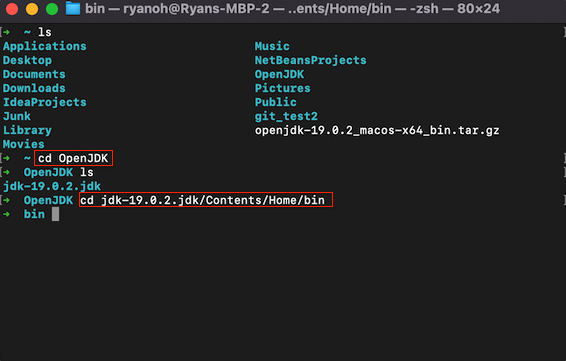 bin — ryanoh@Ryans-MBP-2 — ..ents/Home/bin — -zsh — 80×24
[➜  ~ ls
Applications Music
Desktop NetBeansProjects
Documents OpenJDK
Downloads Pictures
IdeaProjects Public
Junk git_test2
Library openjdk-19.0.2_macos-x64_bin.tar.gz
Movies
[➜  ~ cd OpenJDK ]
[➜  OpenJDK ls ]
jdk-19.0.2.jdk
[➜  OpenJDK cd jdk-19.0.2.jdk/Contents/Home/bin ]
➜  bin